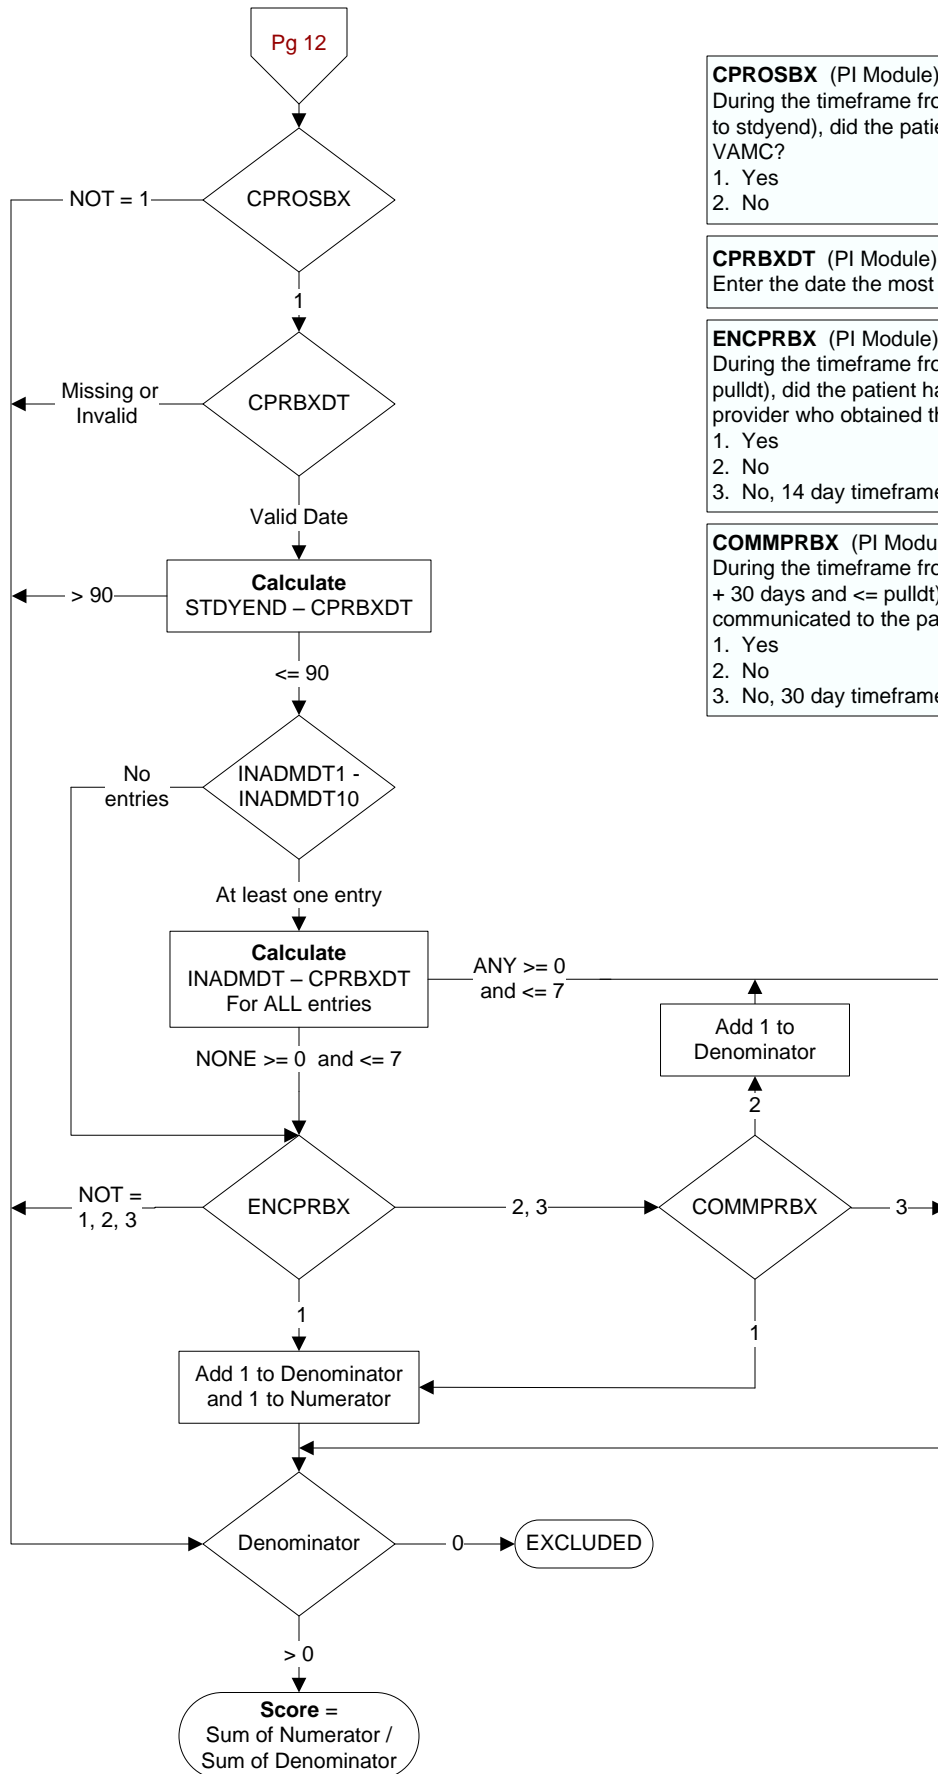 Pg 12
CPROSBX
NOT = 1
1
CPRBXDT
Missing or
Invalid
Valid Date
Calculate
STDYEND – CPRBXDT
> 90
<= 90
INADMDT1 -
INADMDT10
No
entries
At least one entry
Calculate
INADMDT – CPRBXDT
For ALL entries
ANY >= 0
and <= 7
NONE >= 0 and <= 7
Add 1 to
Denominator
2
ENCPRBX
NOT =
1, 2, 3
2, 3
COMMPRBX
3
1
1
Add 1 to Denominator
and 1 to Numerator
Denominator
0
EXCLUDED
> 0
Score =
Sum of Numerator /
Sum of Denominator
CPROSBX (PI Module)
During the timeframe fro
to stdyend), did the patie
VAMC?
1. Yes
2. No
CPRBXDT (PI Module)
Enter the date the most
ENCPRBX (PI Module)
During the timeframe fro
pulldt), did the patient ha
provider who obtained th
1. Yes
2. No
3. No, 14 day timeframe
COMMPRBX (PI Modu
During the timeframe fro
+ 30 days and <= pulldt)
communicated to the pa
1. Yes
2. No
3. No, 30 day timeframe